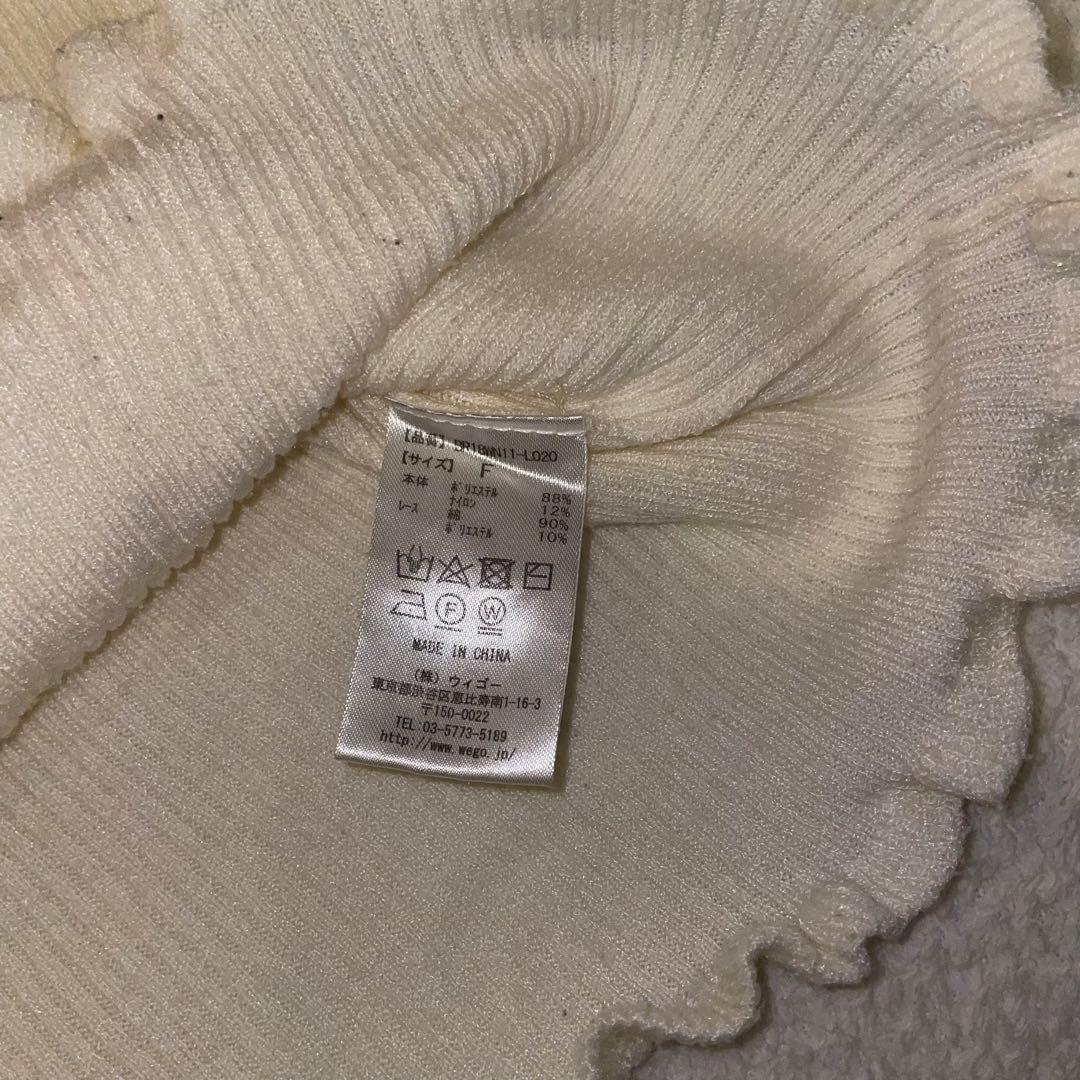 【品番】 BR18WN11-L020
【サイズ】 F
本体 ポリエステル 88%
ナイロン 12%
レース 綿 90%
ポリエステル 10%
F
W
MADE IN CHINA
(株) ウィゴー
東京都渋谷区恵比寿南1-16-3
〒150-0022
TEL:03-5773-5189
http://www.wego.jp/